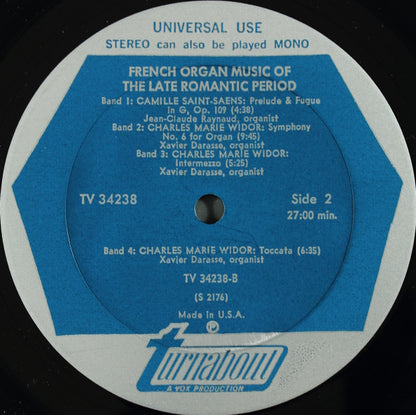 UNIVERSAL USE
STEREO can also be played MONO
FRENCH ORGAN MUSIC OF
THE LATE ROMANTIC PERIOD
Band 1: CAMILLE SAINT-SAENS: Prelude & Fugue
in G, Op. 109 (4:38)
Jean-Claude Raynaud, organist
Band 2: CHARLES MARIE WIDOR: Symphony
No. 6 for Organ (9:45)
Xavier Darasse, organist
Band 3: CHARLES MARIE WIDOR:
Intermezzo (5:25)
Xavier Darasse, organist
TV 34238
Side 2
27:00 min.
Band 4: CHARLES MARIE WIDOR: Toccata (6:35)
Xavier Darasse, organist
TV 34238-B
(S 2176)
Made in U.S.A.
turnabout
A VOX PRODUCTION